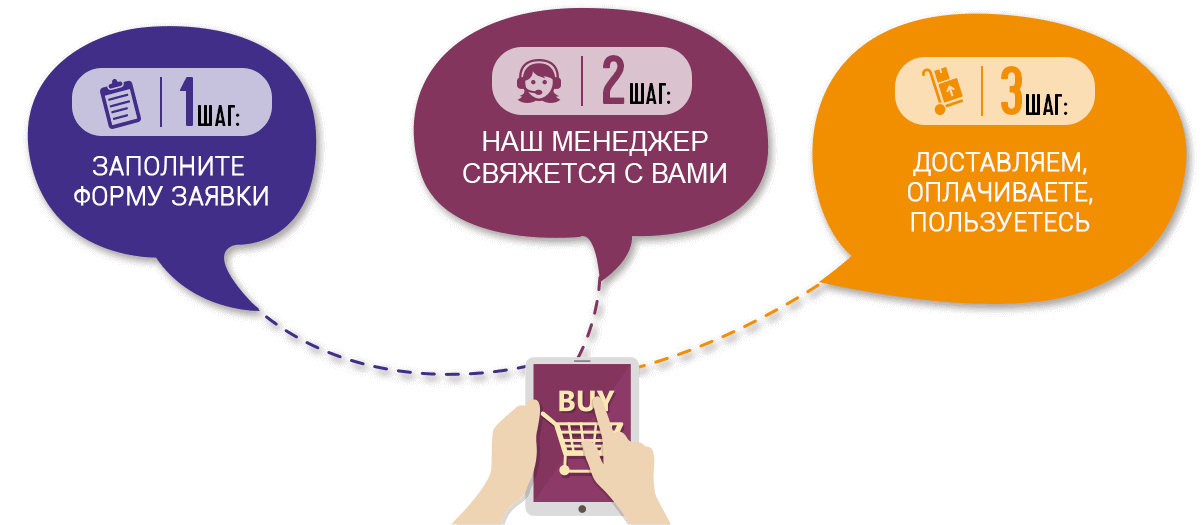 1 ШАГ:
ЗАПОЛНИТЕ
ФОРМУ ЗАЯВКИ
2 ШАГ:
НАШ МЕНЕДЖЕР
СВЯЖЕТСЯ С ВАМИ
3 ШАГ:
ДОСТАВЛЯЕМ,
ОПЛАЧИВАЕТЕ,
ПОЛЬЗУЕТЕСЬ
BUY